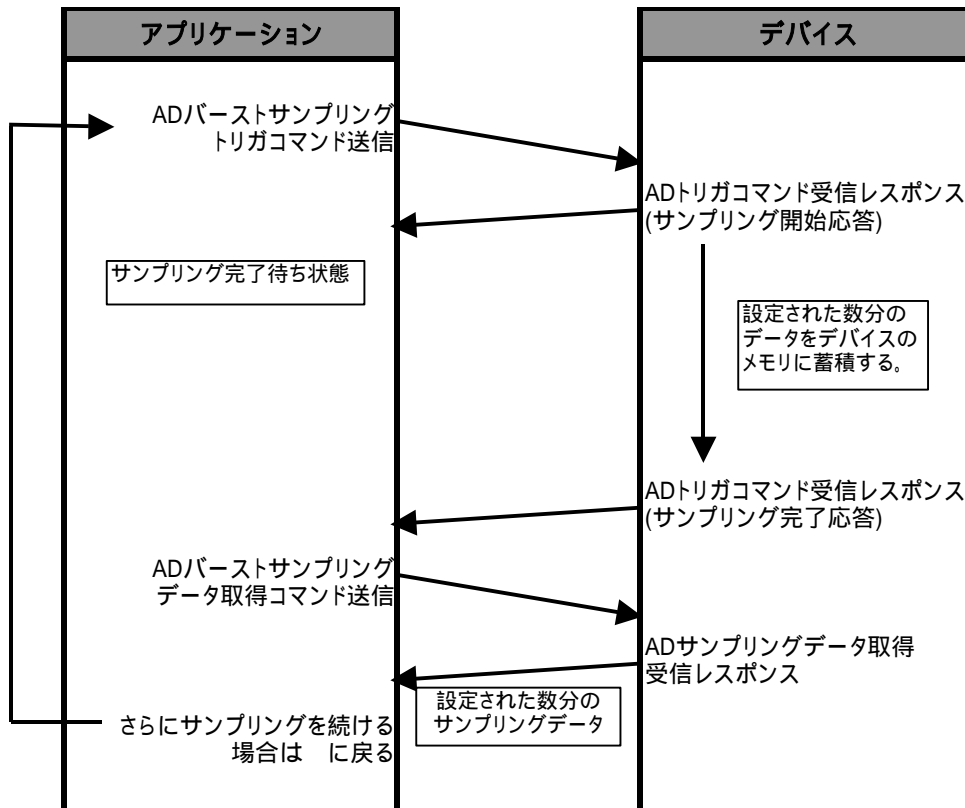 アプリケーション
デバイス
ADバーストサンプリング
トリガコマンド送信
ADトリガコマンド受信レスポンス
(サンプリング開始応答)
サンプリング完了待ち状態
設定された数分の
データをデバイスの
メモリに蓄積する。
ADトリガコマンド受信レスポンス
(サンプリング完了応答)
ADバーストサンプリング
データ取得コマンド送信
ADサンプリングデータ取得
受信レスポンス
設定された数分の
サンプリングデータ
さらにサンプリングを続ける
場合は　に戻る